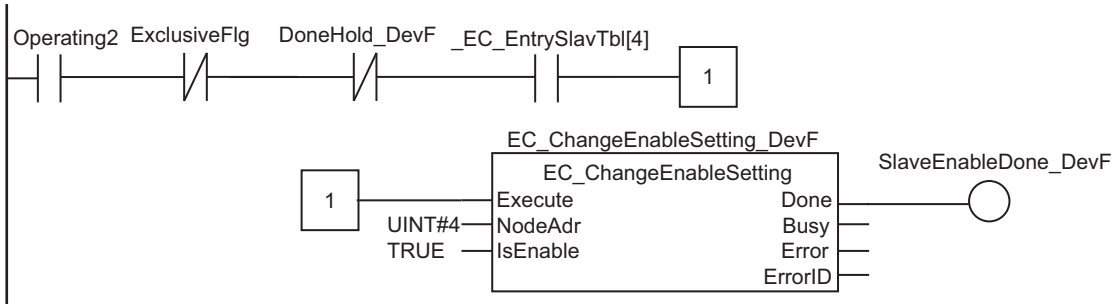 Operating2 ExclusiveFlg DoneHold_DevF _EC_EntrySlavTbl[4]
1
EC_ChangeEnableSetting_DevF
EC_ChangeEnableSetting
SlaveEnableDone_DevF
1 Execute Done
UINT#4 NodeAdr Busy
TRUE IsEnable Error
ErrorID